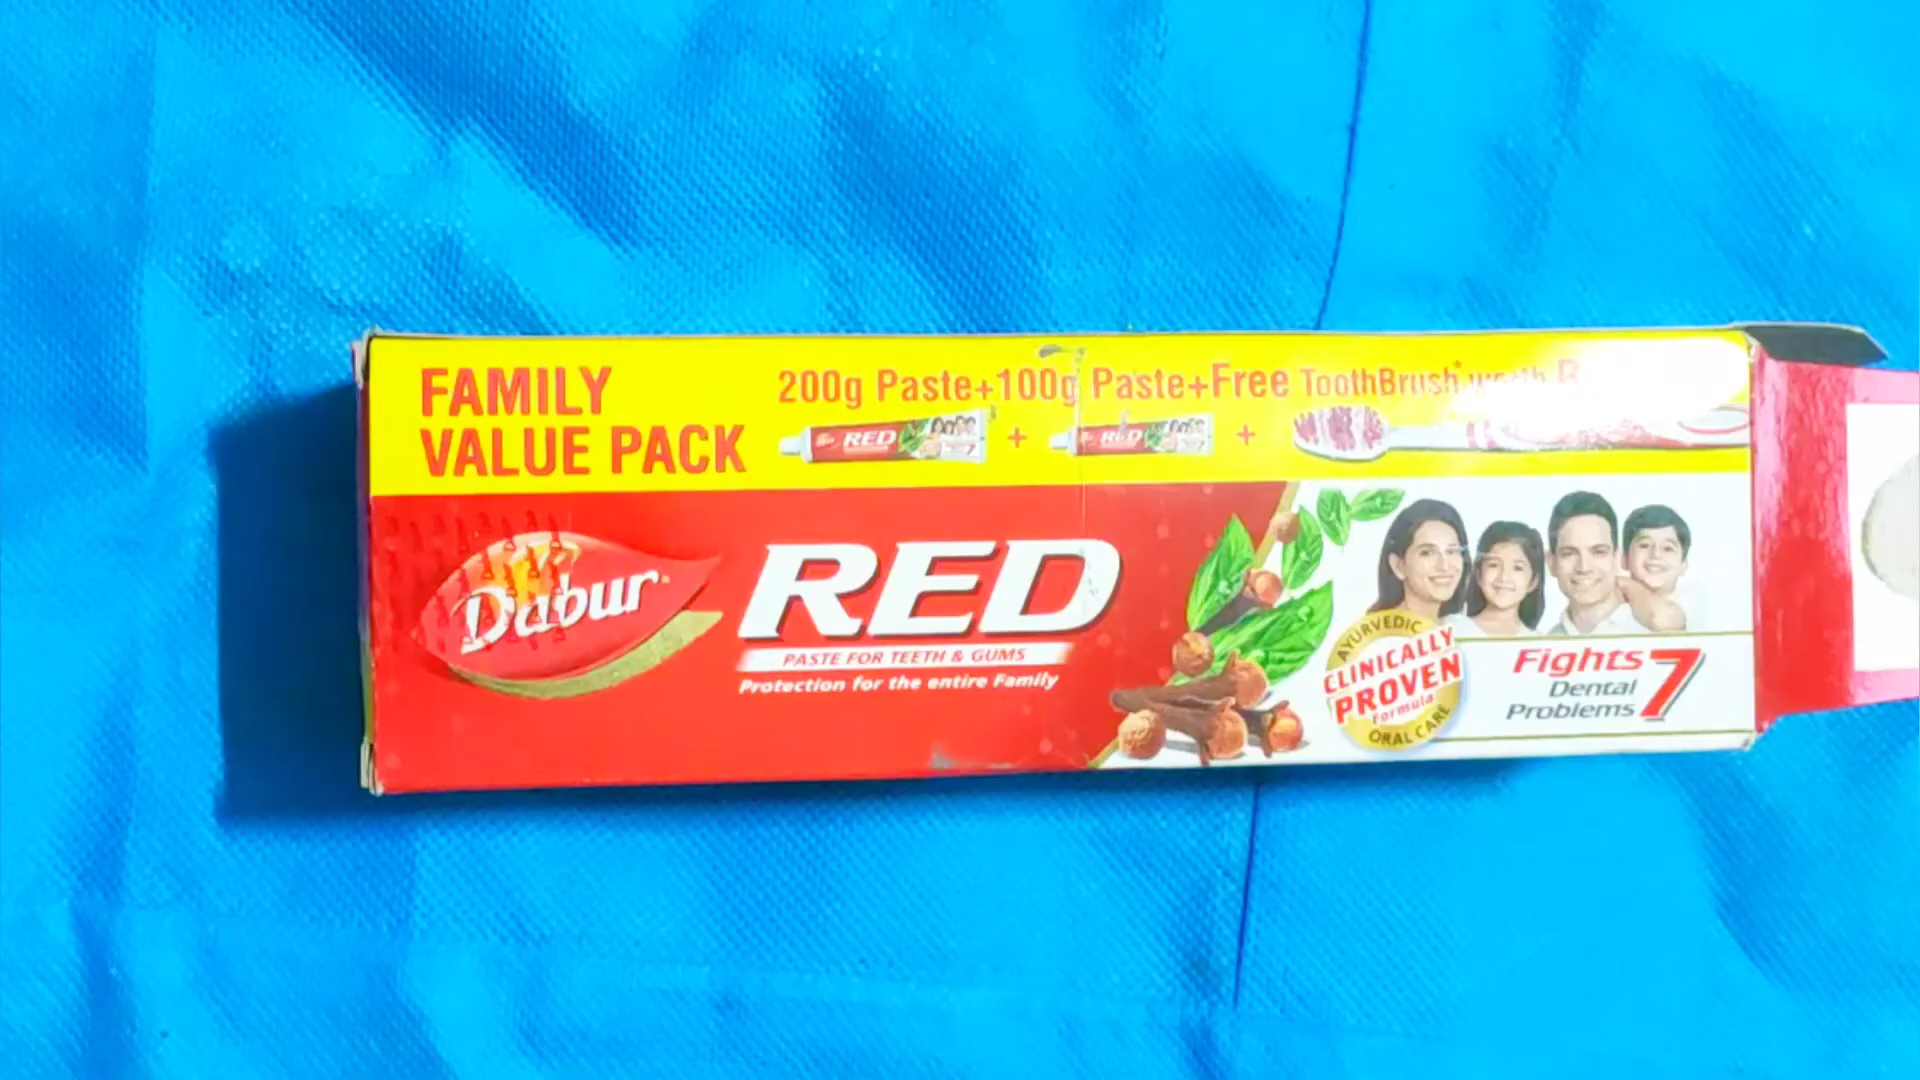 FAMILY
VALUE PACK
200g Paste+100g Paste+Free ToothBrush* worth
RED
+
RED
+
Dabur
RED
PASTE FOR TEETH & GUMS
Protection for the entire Family
AYURVEDIC
CLINICALLY
PROVEN
formula
ORAL CARE
Fights 7
Dental
Problems